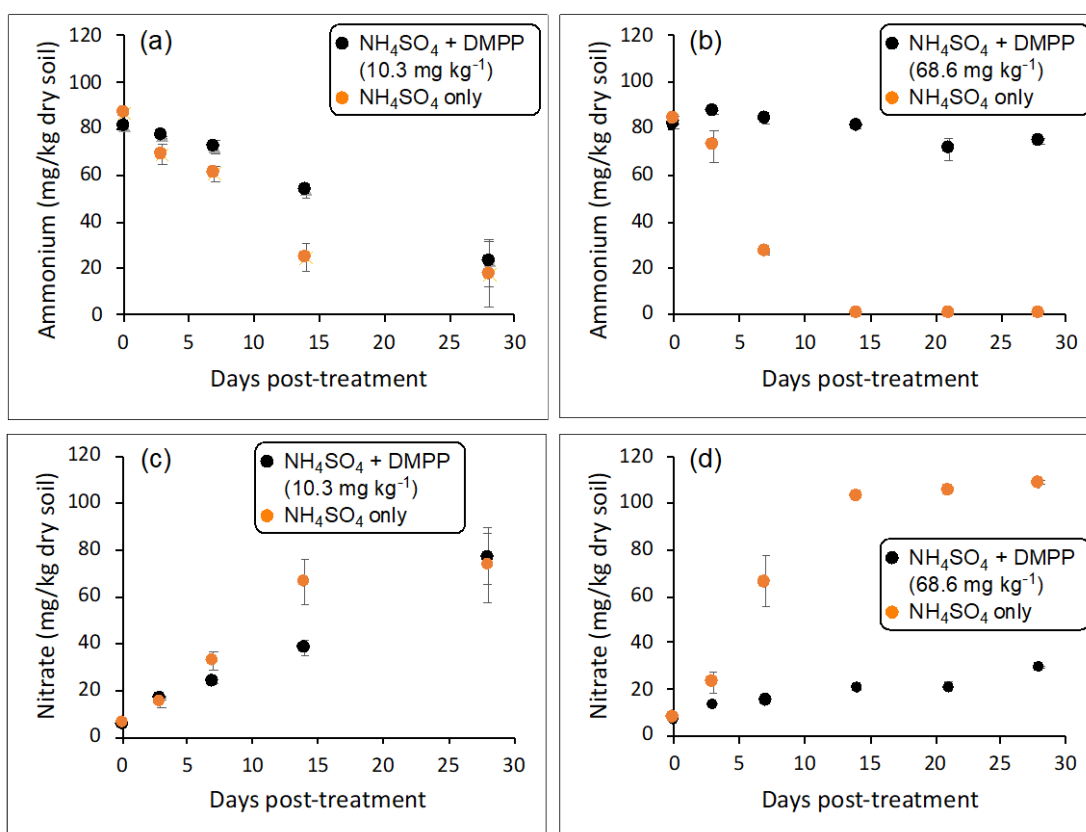 (a)
NH₄SO₄ + DMPP
(10.3 mg kg⁻¹)
NH₄SO₄ only
Ammonium (mg/kg dry soil)
120
100
80
60
40
20
0
0 5 10 15 20 25 30
Days post-treatment
(b)
NH₄SO₄ + DMPP
(68.6 mg kg⁻¹)
NH₄SO₄ only
Ammonium (mg/kg dry soil)
120
100
80
60
40
20
0
0 5 10 15 20 25 30
Days post-treatment
(c)
NH₄SO₄ + DMPP
(10.3 mg kg⁻¹)
NH₄SO₄ only
Nitrate (mg/kg dry soil)
120
100
80
60
40
20
0
0 5 10 15 20 25 30
Days post-treatment
(d)
NH₄SO₄ + DMPP
(68.6 mg kg⁻¹)
NH₄SO₄ only
Nitrate (mg/kg dry soil)
120
100
80
60
40
20
0
0 5 10 15 20 25 30
Days post-treatment